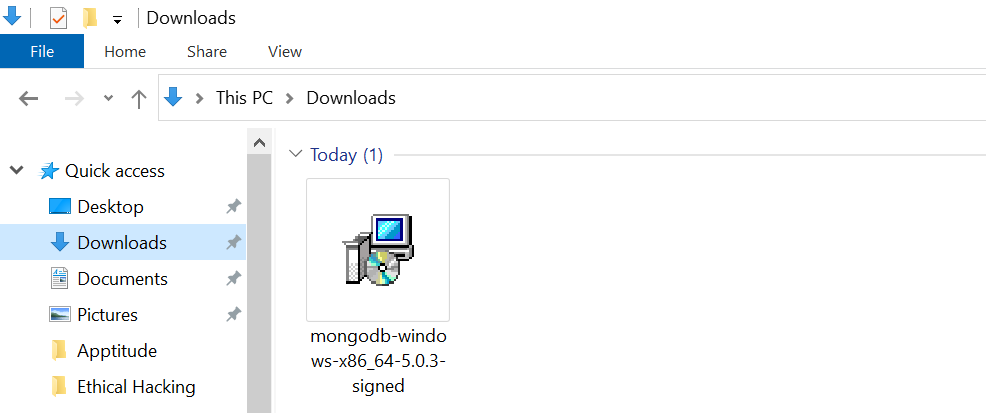 Downloads
File Home Share View
This PC Downloads
Quick access
Desktop
Downloads
Documents
Pictures
Apptitude
Ethical Hacking
Today (1)
mongodb-windo
ws-x86_64-5.0.3-
signed